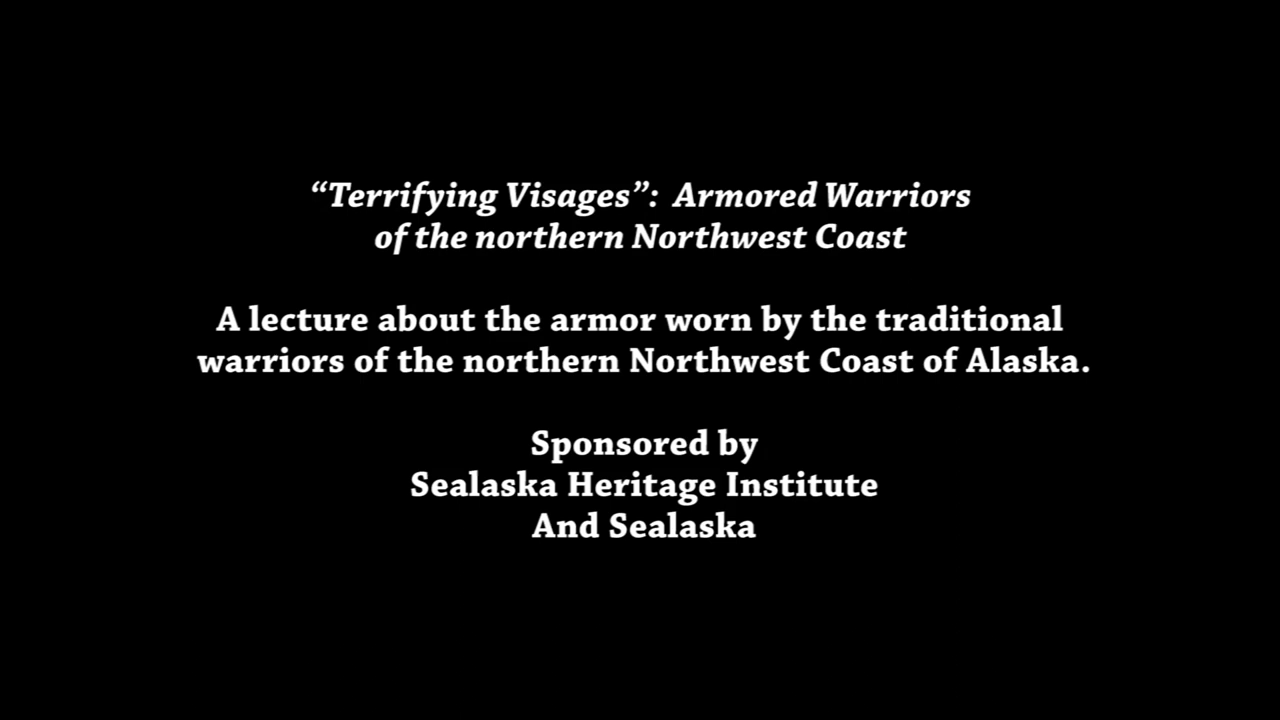 “Terrifying Visages”:  Armored Warriors
of the northern Northwest Coast
A lecture about the armor worn by the traditional
warriors of the northern Northwest Coast of Alaska.
Sponsored by
Sealaska Heritage Institute
And Sealaska